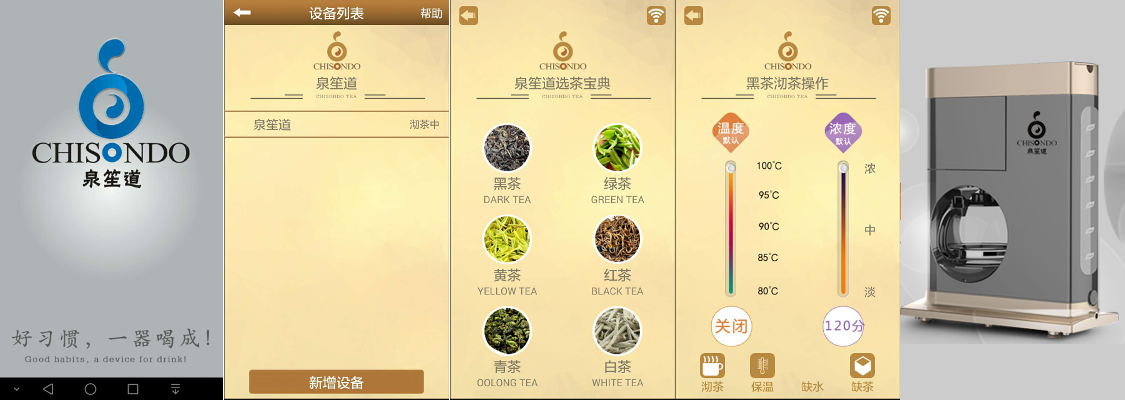 CHISONDO
泉笙道
好习惯，一器喝成！
Good habits, a device for drink!
设备列表
帮助
CHISONDO
泉笙道
CHISONDO TEA
泉笙道
沏茶中
新增设备
CHISONDO
泉笙道选茶宝典
CHISONDO TEA
黑茶
DARK TEA
绿茶
GREEN TEA
黄茶
YELLOW TEA
红茶
BLACK TEA
青茶
OOLONG TEA
白茶
WHITE TEA
CHISONDO
黑茶沏茶操作
CHISONDO TEA
温度
默认
浓度
默认
100℃
95℃
90℃
85℃
80℃
浓
中
淡
关闭
120分
沏茶
保温
缺水
缺茶
CHISONDO
泉笙道